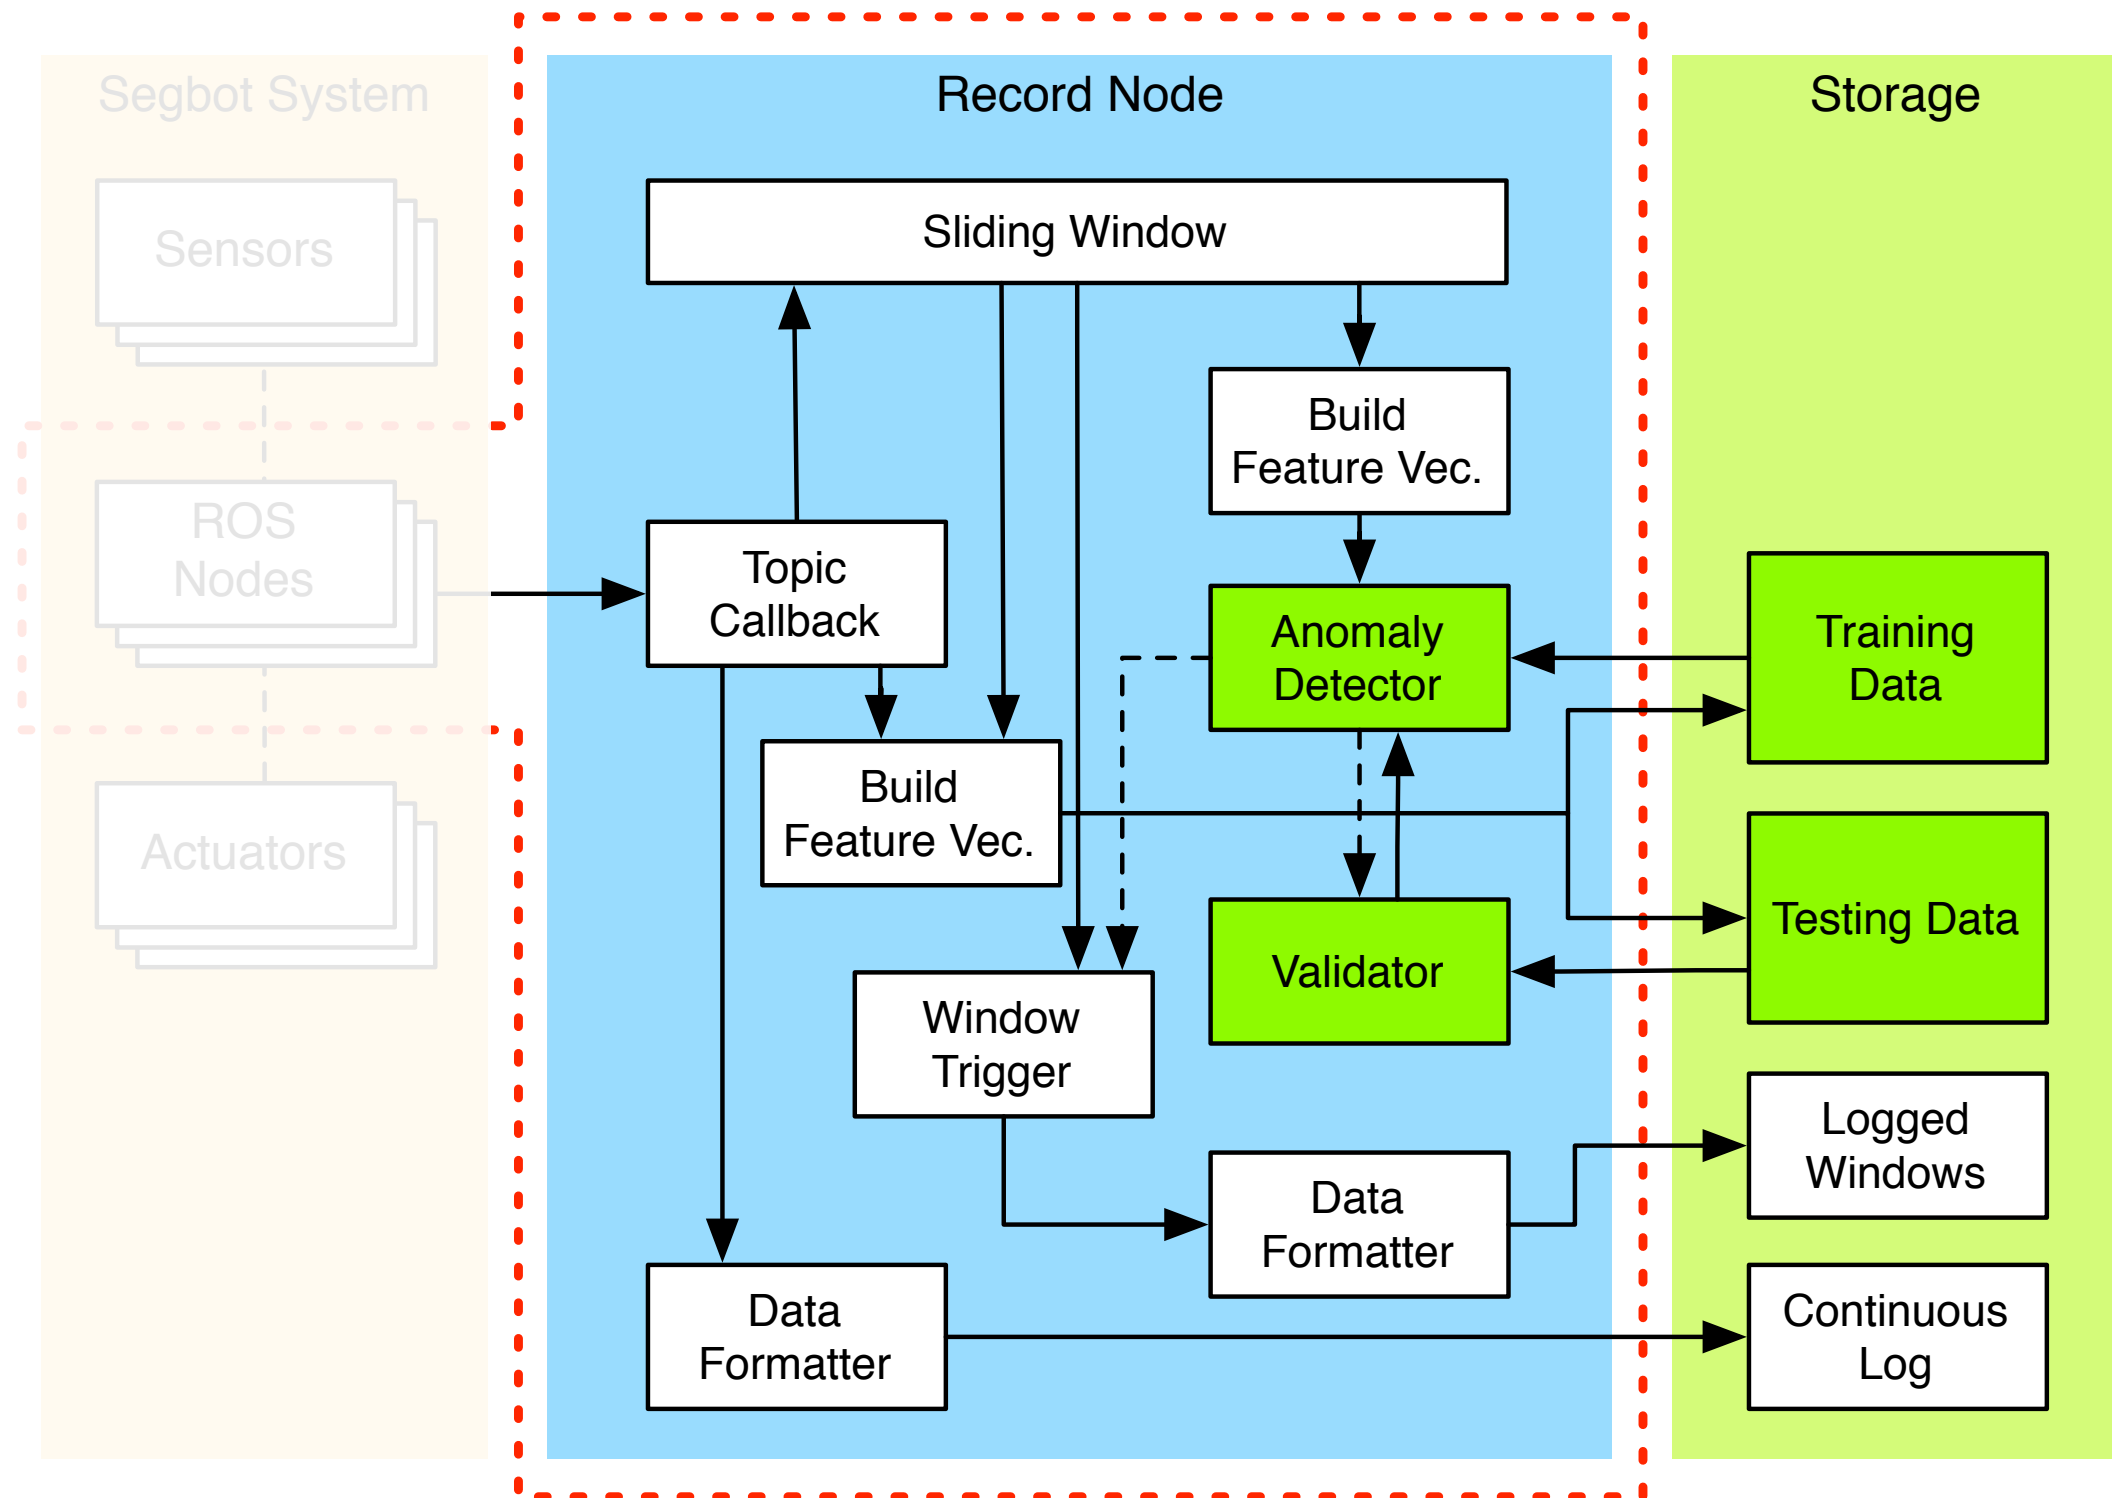 Segbot System
Record Node
Storage
Sensors
Sliding Window
Build
Feature Vec.
ROS
Nodes
Topic
Callback
Anomaly
Detector
Training
Data
Build
Feature Vec.
Actuators
Validator
Testing Data
Window
Trigger
Logged
Windows
Data
Formatter
Data
Formatter
Continuous
Log